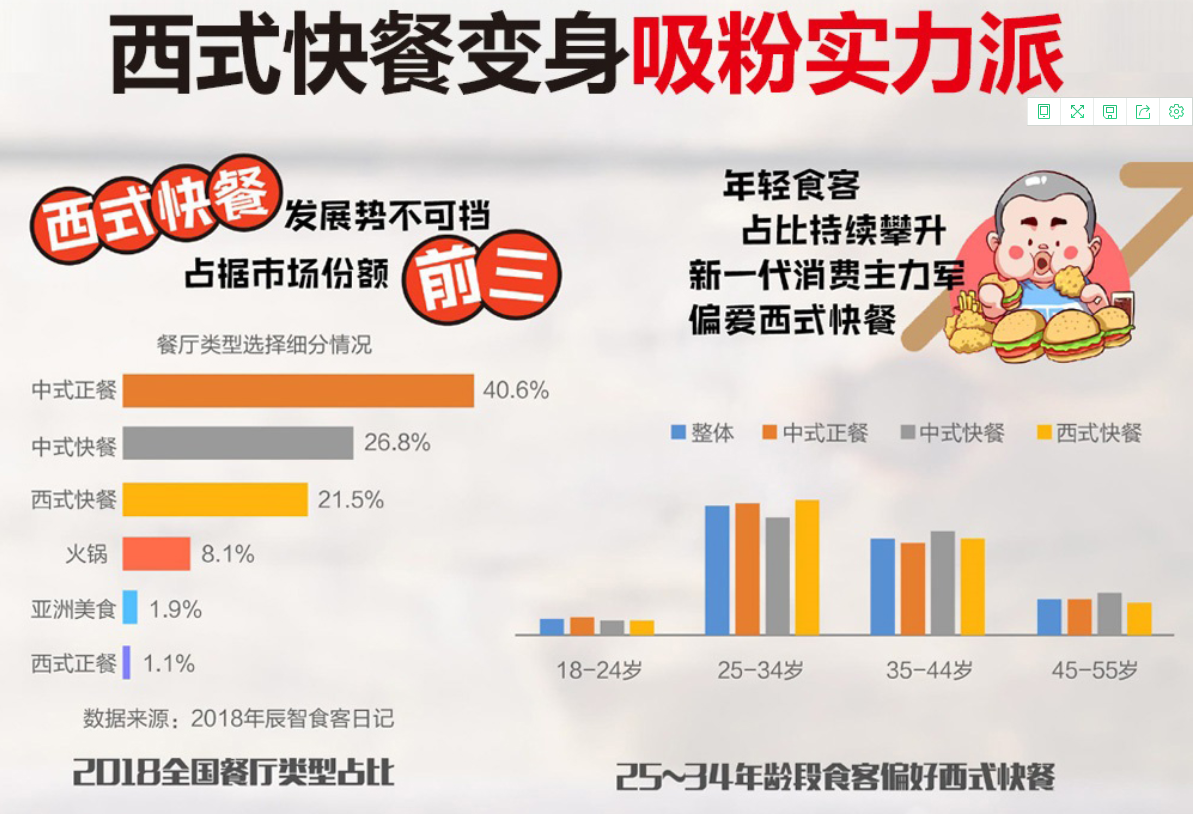 西式快餐变身吸粉实力派
西式快餐发展势不可挡
占据市场份额前三
餐厅类型选择细分情况
中式正餐 40.6%
中式快餐 26.8%
西式快餐 21.5%
火锅 8.1%
亚洲美食 1.9%
西式正餐 1.1%
数据来源：2018年辰智食客日记
2018全国餐厅类型占比
年轻食客
占比持续攀升
新一代消费主力军
偏爱西式快餐
整体 中式正餐 中式快餐 西式快餐
18-24岁 25-34岁 35-44岁 45-55岁
25~34年龄段食客偏好西式快餐